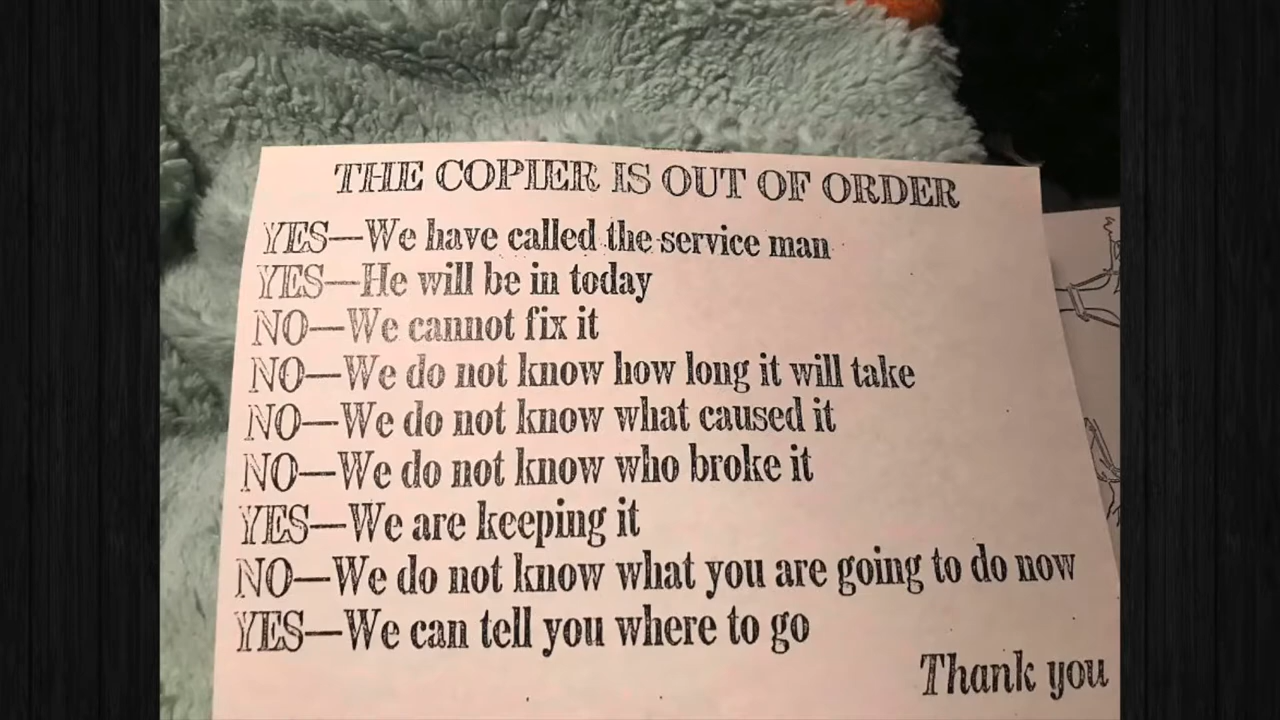 THE COPIER IS OUT OF ORDER
YES—We have called the service man
YES—He will be in today
NO—We cannot fix it
NO—We do not know how long it will take
NO—We do not know what caused it
NO—We do not know who broke it
YES—We are keeping it
NO—We do not know what you are going to do now
YES—We can tell you where to go
Thank you